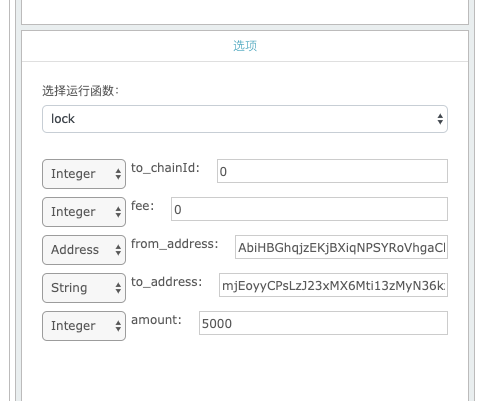 选项
选择运行函数：
lock
Integer to_chainId: 0
Integer fee: 0
Address from_address: AbiHBGhqjzEKjBXiqNPSYRoVhgaCl
String to_address: mjEoyyCPsLzJ23xMX6Mti13zMyN36k
Integer amount: 5000